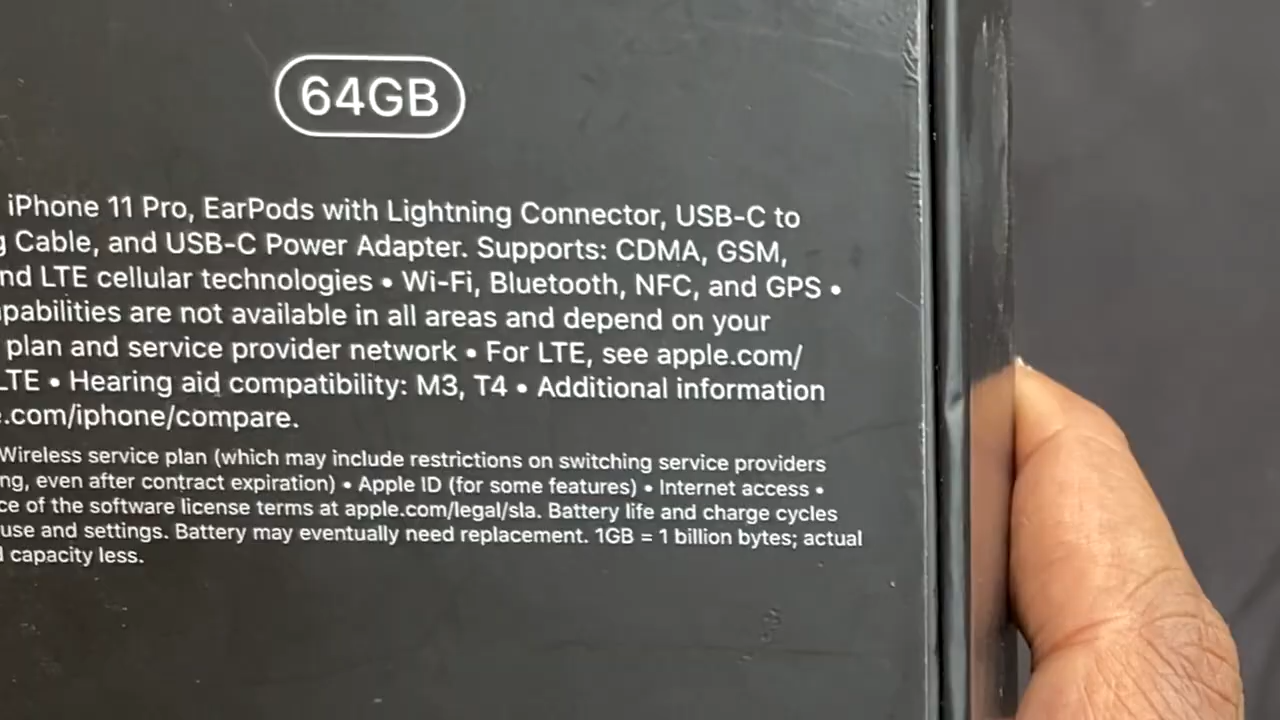 64GB
iPhone 11 Pro, EarPods with Lightning Connector, USB-C to
g Cable, and USB-C Power Adapter. Supports: CDMA, GSM,
nd LTE cellular technologies • Wi-Fi, Bluetooth, NFC, and GPS •
pabilities are not available in all areas and depend on your
plan and service provider network • For LTE, see apple.com/
LTE • Hearing aid compatibility: M3, T4 • Additional information
e.com/iphone/compare.
Wireless service plan (which may include restrictions on switching service providers
ng, even after contract expiration) • Apple ID (for some features) • Internet access •
ce of the software license terms at apple.com/legal/sla. Battery life and charge cycles
use and settings. Battery may eventually need replacement. 1GB = 1 billion bytes; actual
d capacity less.